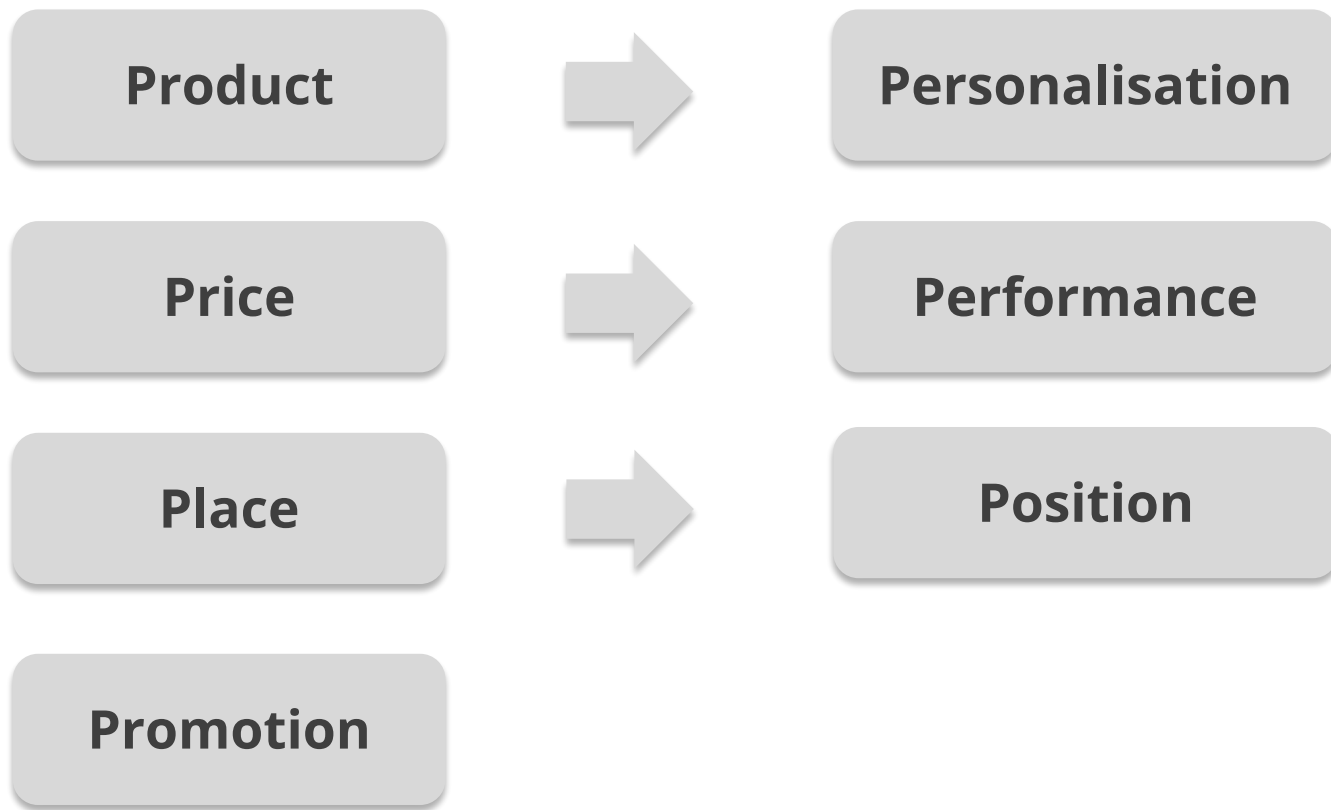 Product
Personalisation
Price
Performance
Place
Position
Promotion